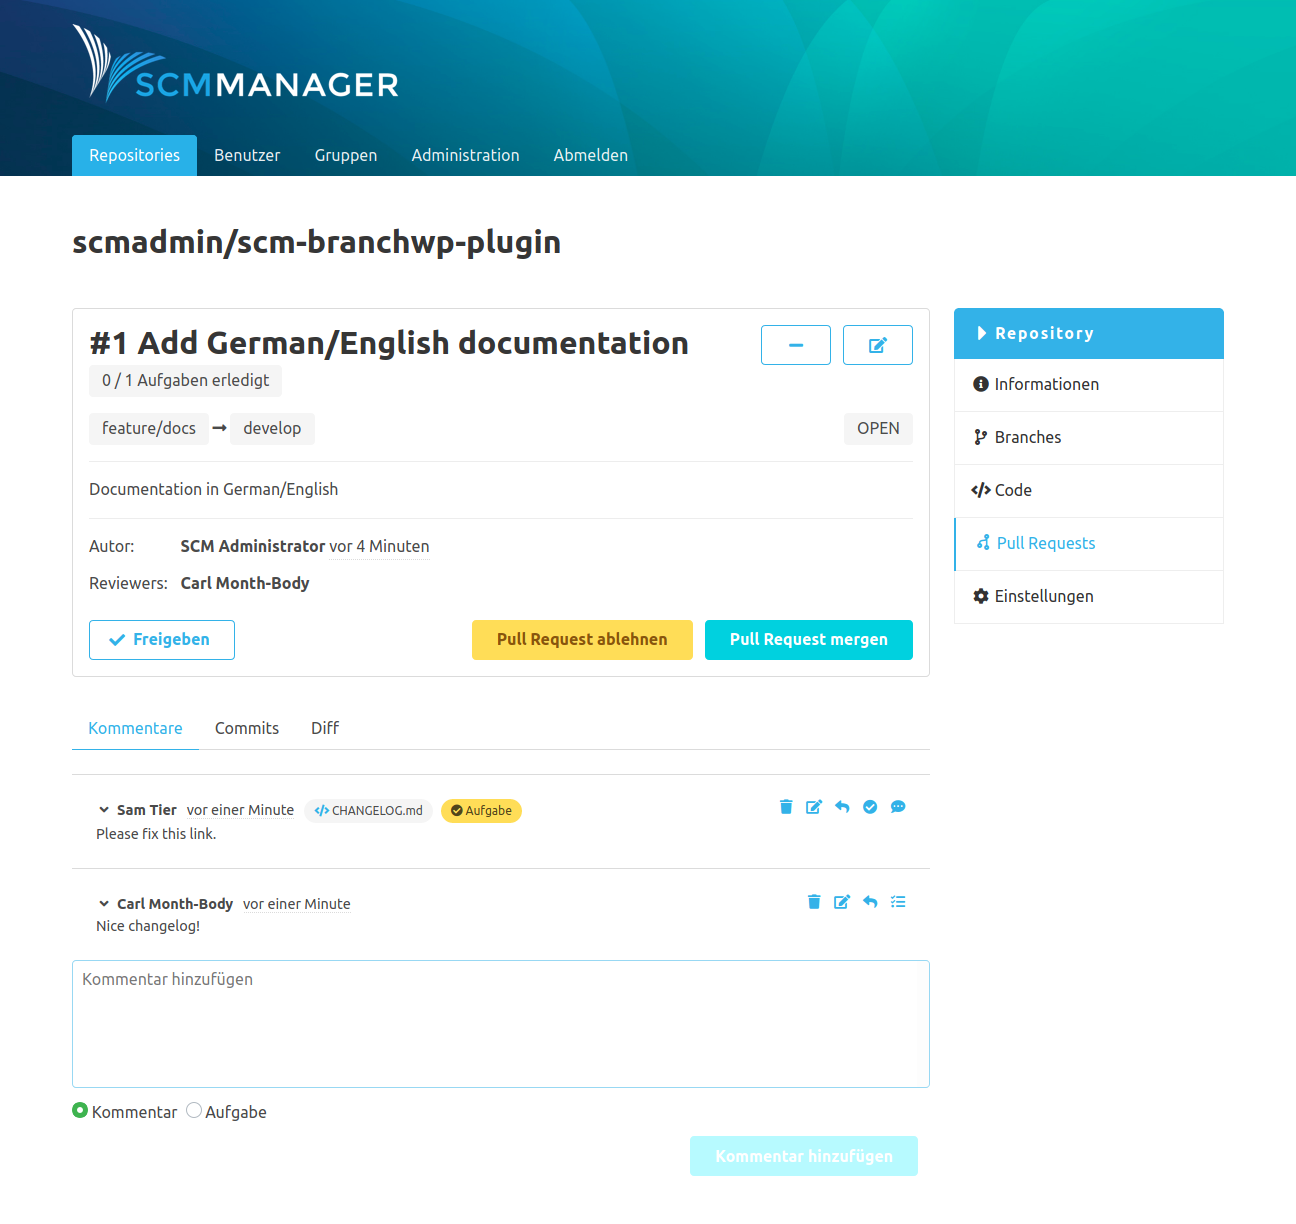 SCMMANAGER
Repositories Benutzer Gruppen Administration Abmelden
scmadmin/scm-branchwp-plugin
#1 Add German/English documentation
0 / 1 Aufgaben erledigt
feature/docs develop OPEN
Documentation in German/English
Autor: SCM Administrator vor 4 Minuten
Reviewers: Carl Month-Body
Freigeben Pull Request ablehnen Pull Request mergen
Repository
Informationen
Branches
Code
Pull Requests
Einstellungen
Kommentare Commits Diff
Sam Tier vor einer Minute CHANGELOG.md Aufgabe
Please fix this link.
Carl Month-Body vor einer Minute
Nice changelog!
Kommentar hinzufügen
Kommentar Aufgabe
Kommentar hinzufügen